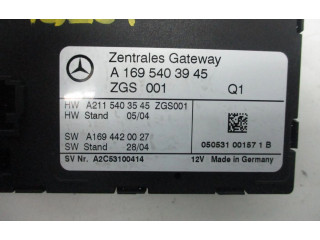 Zentrales Gateway
A 169 540 39 45
ZGS 001 Q1
HW A211 540 35 45 ZGS001
HW Stand 05/04
SW A169 442 00 27
SW Stand 28/04
050531 00157 1 B
SV Nr. A2C53100414 12V Made in Germany